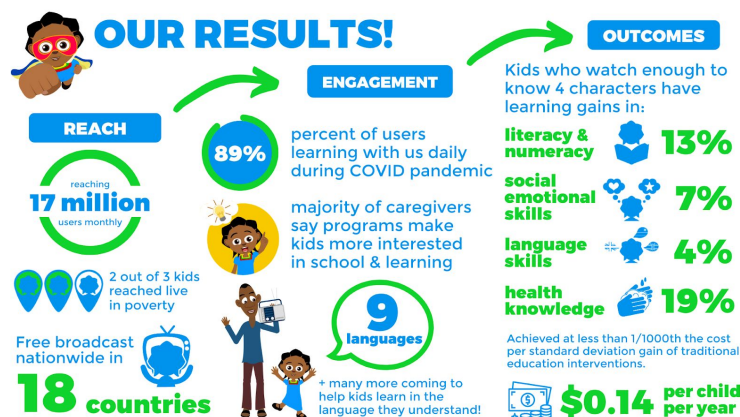 OUR RESULTS!
REACH
reaching
17 million
users monthly
2 out of 3 kids
reached live
in poverty
Free broadcast
nationwide in
18 countries
ENGAGEMENT
89%
percent of users
learning with us daily
during COVID pandemic
majority of caregivers
say programs make
kids more interested
in school & learning
9
languages
+ many more coming to
help kids learn in the
language they understand!
OUTCOMES
Kids who watch enough to
know 4 characters have
learning gains in:
literacy &
numeracy
13%
social
emotional
skills
7%
language
skills
4%
health
knowledge
19%
Achieved at less than 1/1000th the cost
per standard deviation gain of traditional
education interventions.
$0.14
per child
per year